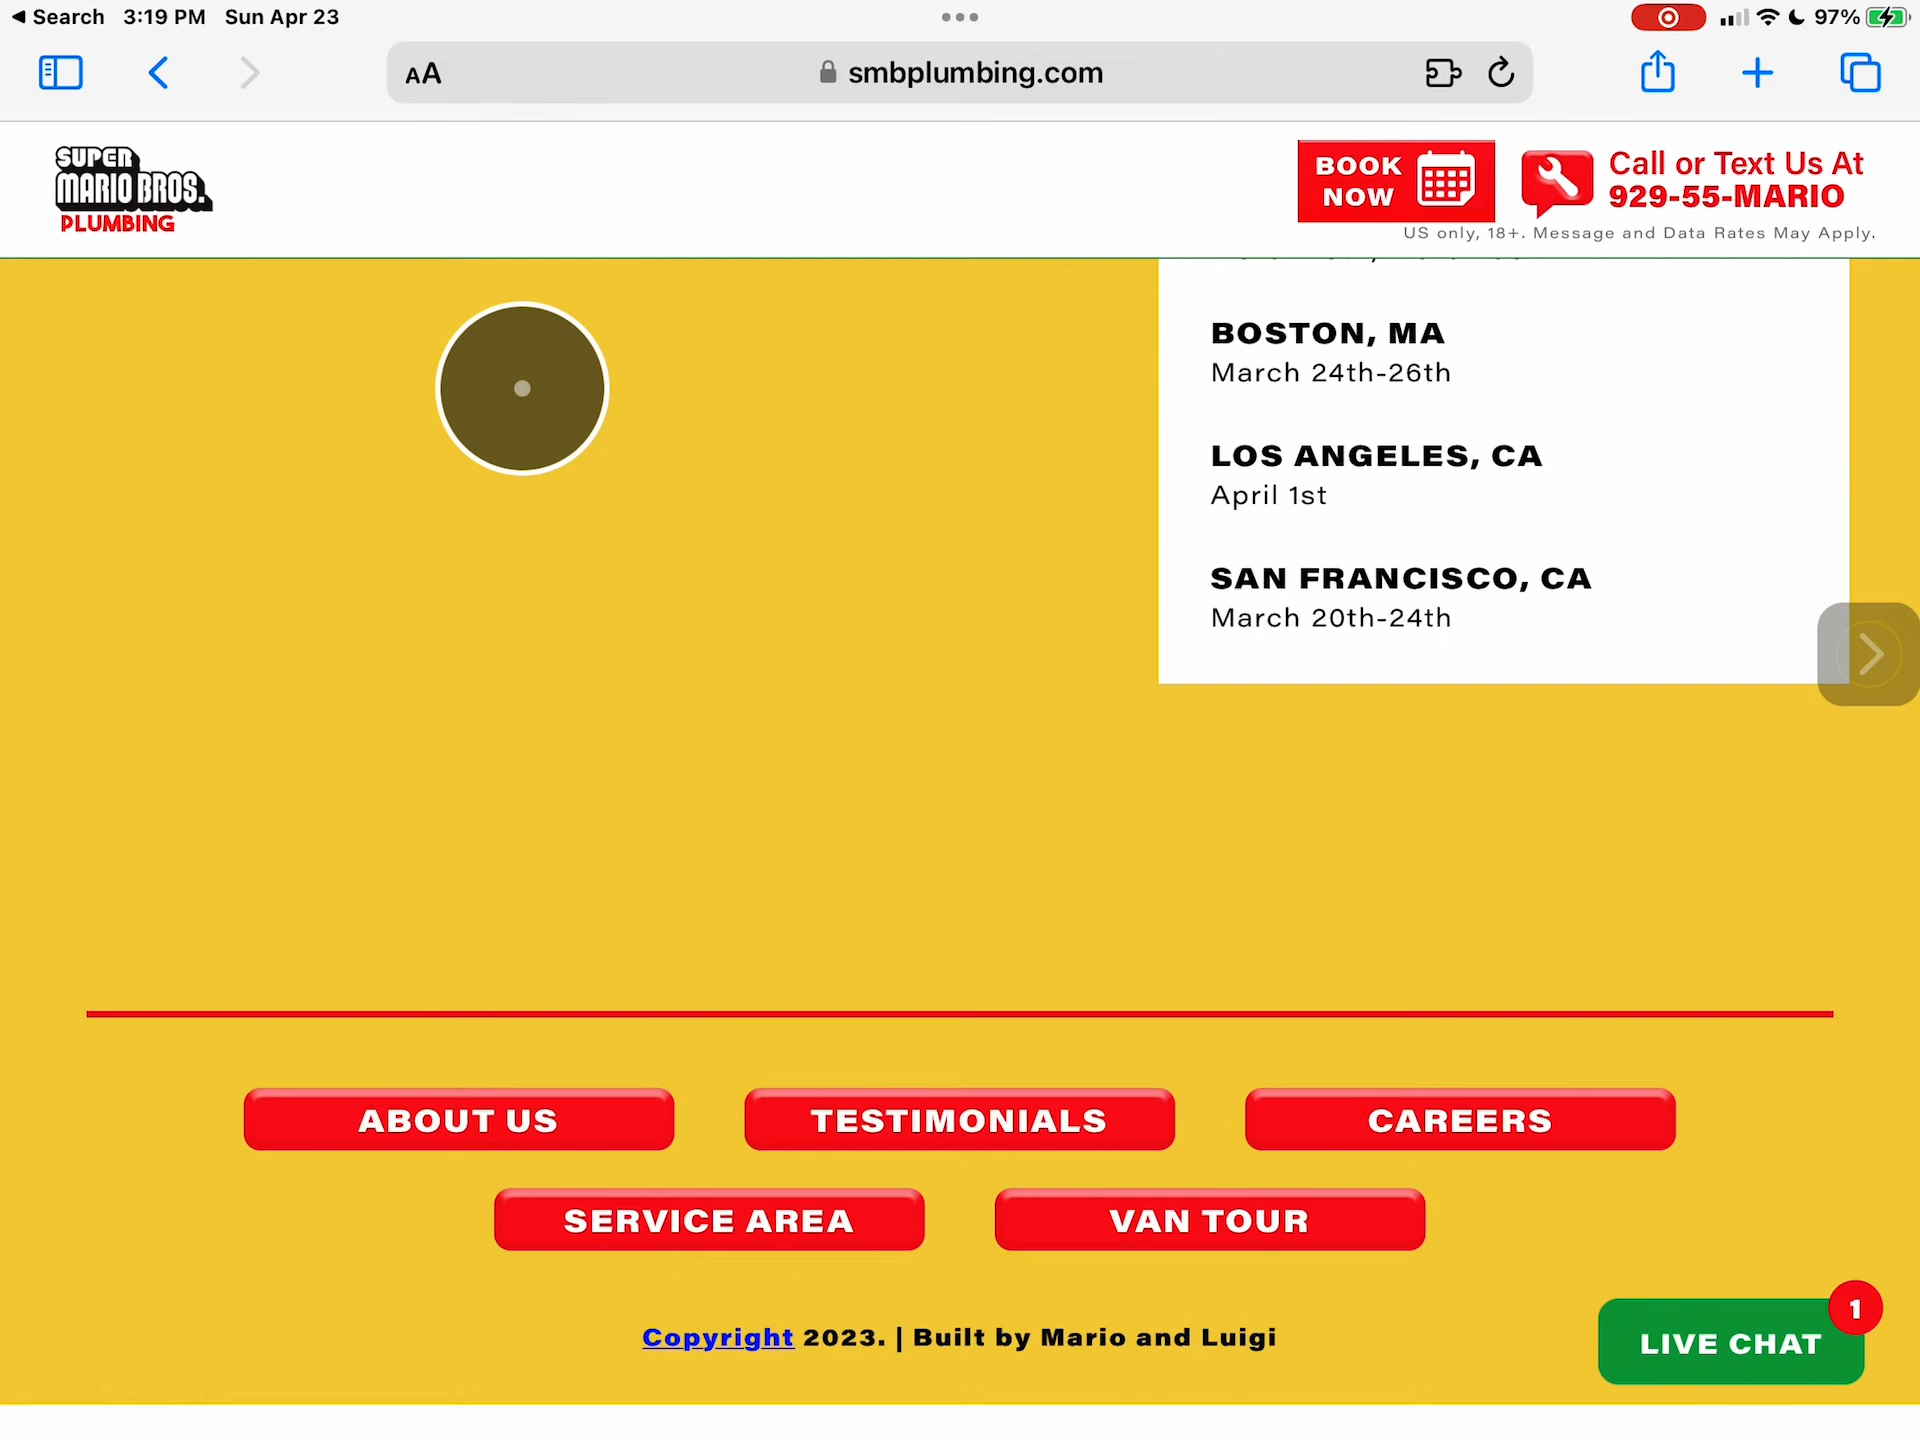 Search 3:19 PM Sun Apr 23
97%
AA
smbplumbing.com
SUPER
MARIO BROS.
PLUMBING
BOOK
NOW
Call or Text Us At
929-55-MARIO
US only, 18+. Message and Data Rates May Apply.
BOSTON, MA
March 24th-26th
LOS ANGELES, CA
April 1st
SAN FRANCISCO, CA
March 20th-24th
ABOUT US
TESTIMONIALS
CAREERS
SERVICE AREA
VAN TOUR
Copyright 2023. | Built by Mario and Luigi
1
LIVE CHAT